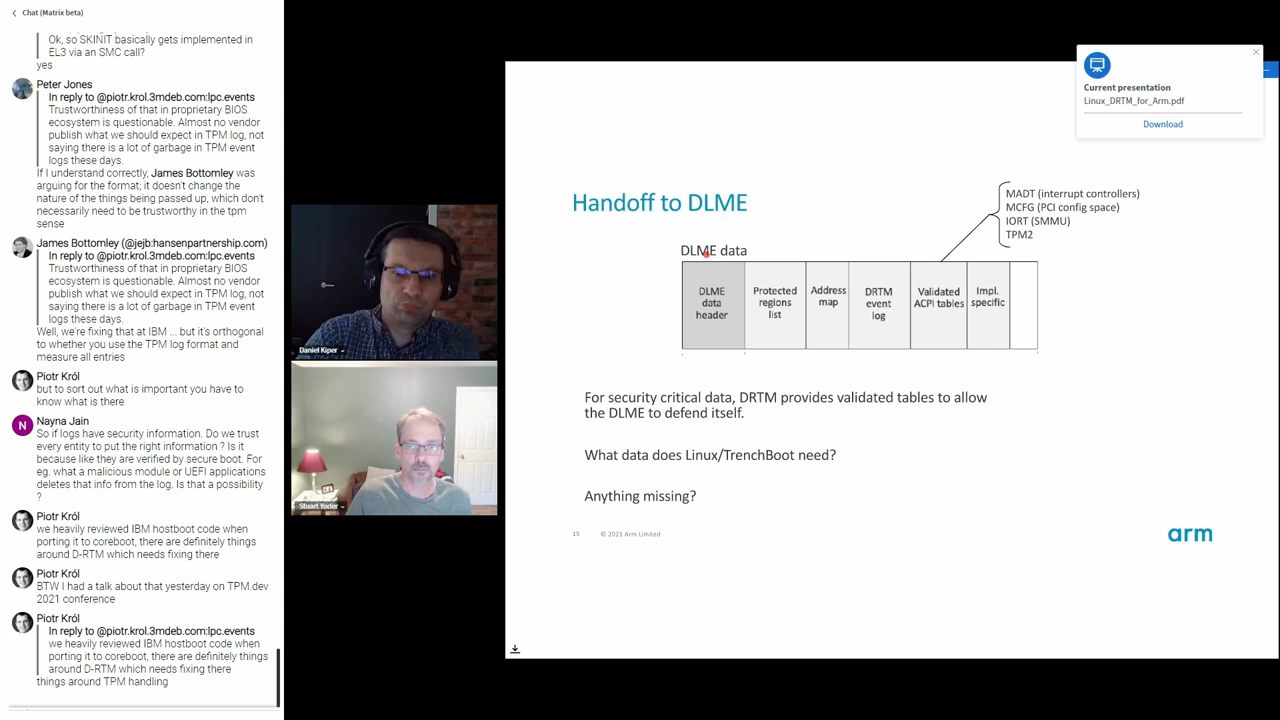 Chat (Matrix beta)
Ok, so SKINIT basically gets implemented in
EL3 via an SMC call?
yes
Peter Jones
In reply to @piotr.krol.3mdeb.com:lpc.events
Trustworthiness of that in proprietary BIOS
ecosystem is questionable. Almost no vendor
publish what we should expect in TPM log, not
saying there is a lot of garbage in TPM event
logs these days.
If I understand correctly, James Bottomley was
arguing for the format; it doesn't change the
nature of the things being passed up, which don't
necessarily need to be trustworthy in the tpm
sense
James Bottomley (@jejb:hansenpartnership.com)
In reply to @piotr.krol.3mdeb.com:lpc.events
Trustworthiness of that in proprietary BIOS
ecosystem is questionable. Almost no vendor
publish what we should expect in TPM log, not
saying there is a lot of garbage in TPM event
logs these days.
Well, we're fixing that at IBM ... but it's orthogonal
to whether you use the TPM log format and
measure all entries
Piotr Król
but to sort out what is important you have to
know what is there
N
Nayna Jain
So if logs have security information. Do we trust
every entity to put the right information ? Is it
because like they are verified by secure boot. For
eg. what a malicious module or UEFI applications
deletes that info from the log. Is that a possibility
?
Piotr Król
we heavily reviewed IBM hostboot code when
porting it to coreboot, there are definitely things
around D-RTM which needs fixing there
Piotr Król
BTW I had a talk about that yesterday on TPM.dev
2021 conference
Piotr Król
In reply to @piotr.krol.3mdeb.com:lpc.events
we heavily reviewed IBM hostboot code when
porting it to coreboot, there are definitely things
around D-RTM which needs fixing there
things around TPM handling
Daniel Kiper
Stuart Yoder
Current presentation
Linux_DRTM_for_Arm.pdf
Download
Handoff to DLME
MADT (interrupt controllers)
MCFG (PCI config space)
IORT (SMMU)
TPM2
DLME data
DLME
data
header
Protected
regions
list
Address
map
DRTM
event
log
Validated
ACPI tables
Impl.
specific
For security critical data, DRTM provides validated tables to allow
the DLME to defend itself.
What data does Linux/TrenchBoot need?
Anything missing?
15
© 2021 Arm Limited
arm